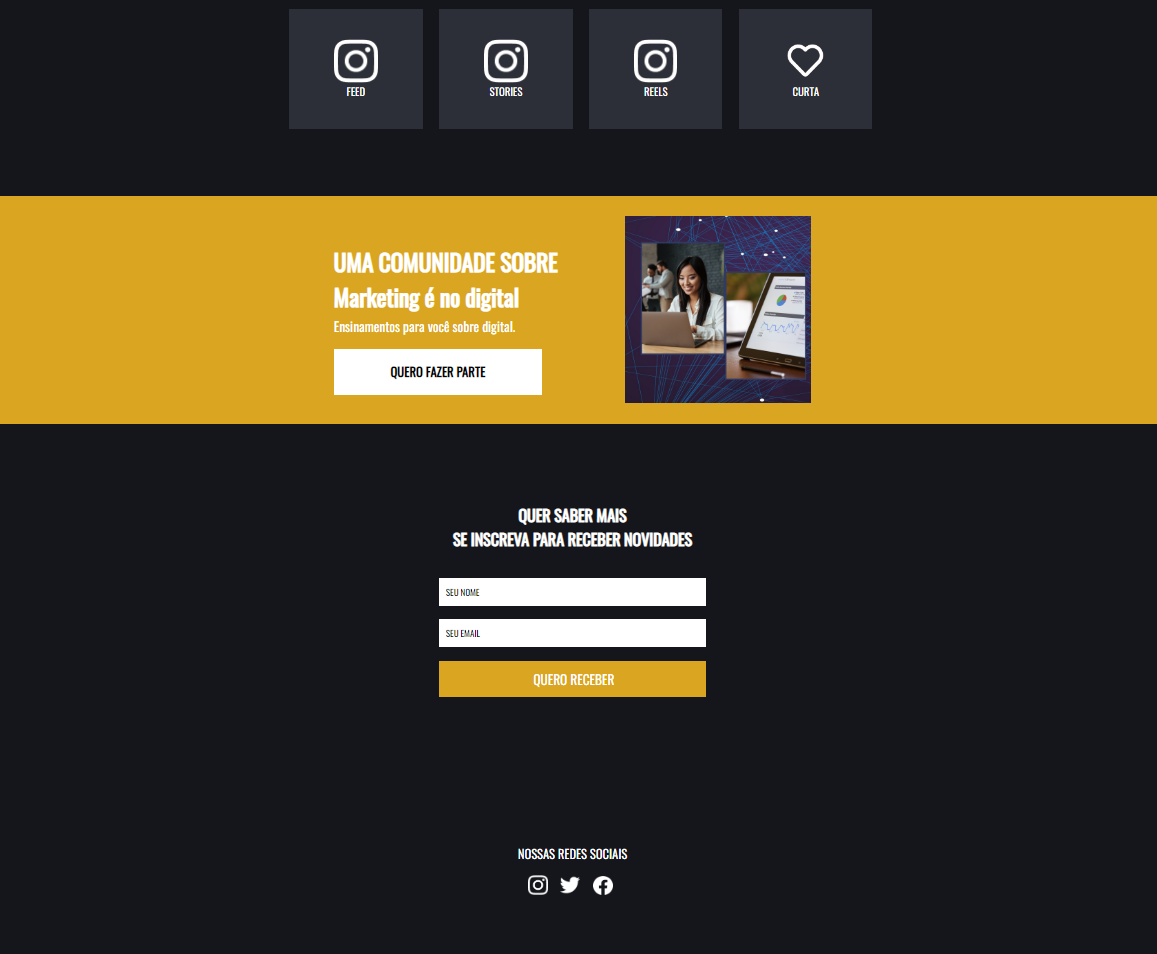 FEED
STORIES
REELS
CURTA
UMA COMUNIDADE SOBRE
Marketing é no digital
Ensinamentos para você sobre digital.
QUERO FAZER PARTE
QUER SABER MAIS
SE INSCREVA PARA RECEBER NOVIDADES
SEU NOME
SEU EMAIL
QUERO RECEBER
NOSSAS REDES SOCIAIS